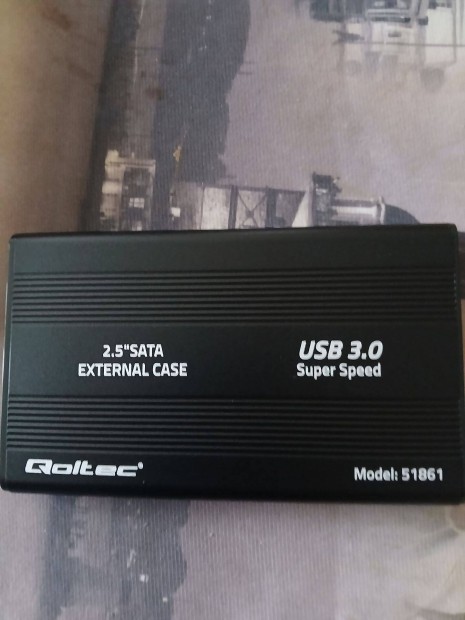 2.5"SATA
EXTERNAL CASE
USB 3.0
Super Speed
Qoltec®
Model: 51861